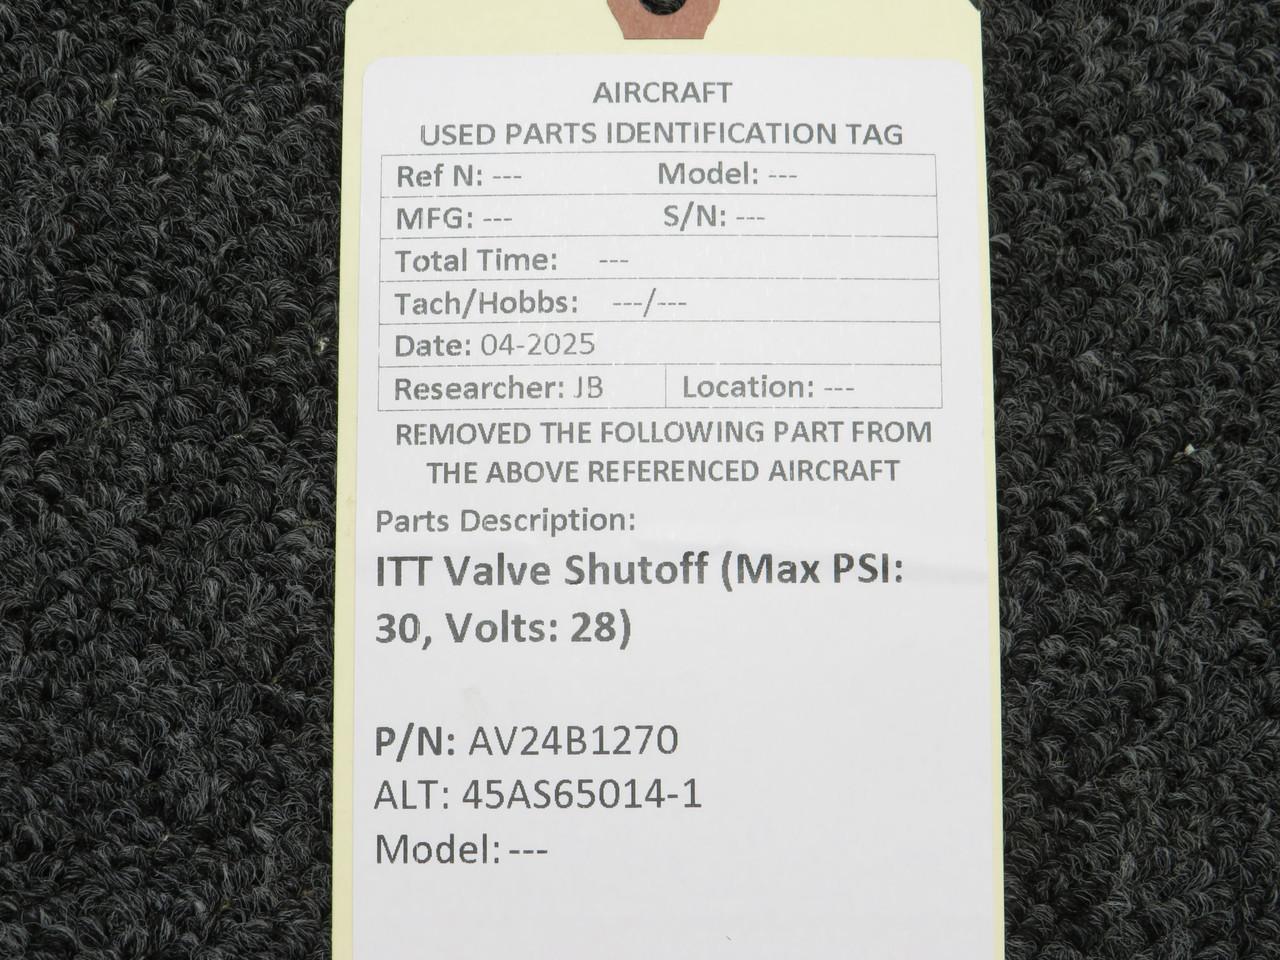 AIRCRAFT
USED PARTS IDENTIFICATION TAG
Ref N: --- Model: ---
MFG: --- S/N: ---
Total Time: ---
Tach/Hobbs: ---/---
Date: 04-2025
Researcher: JB Location: ---
REMOVED THE FOLLOWING PART FROM
THE ABOVE REFERENCED AIRCRAFT
Parts Description:
ITT Valve Shutoff (Max PSI:
30, Volts: 28)
P/N: AV24B1270
ALT: 45AS65014-1
Model: ---